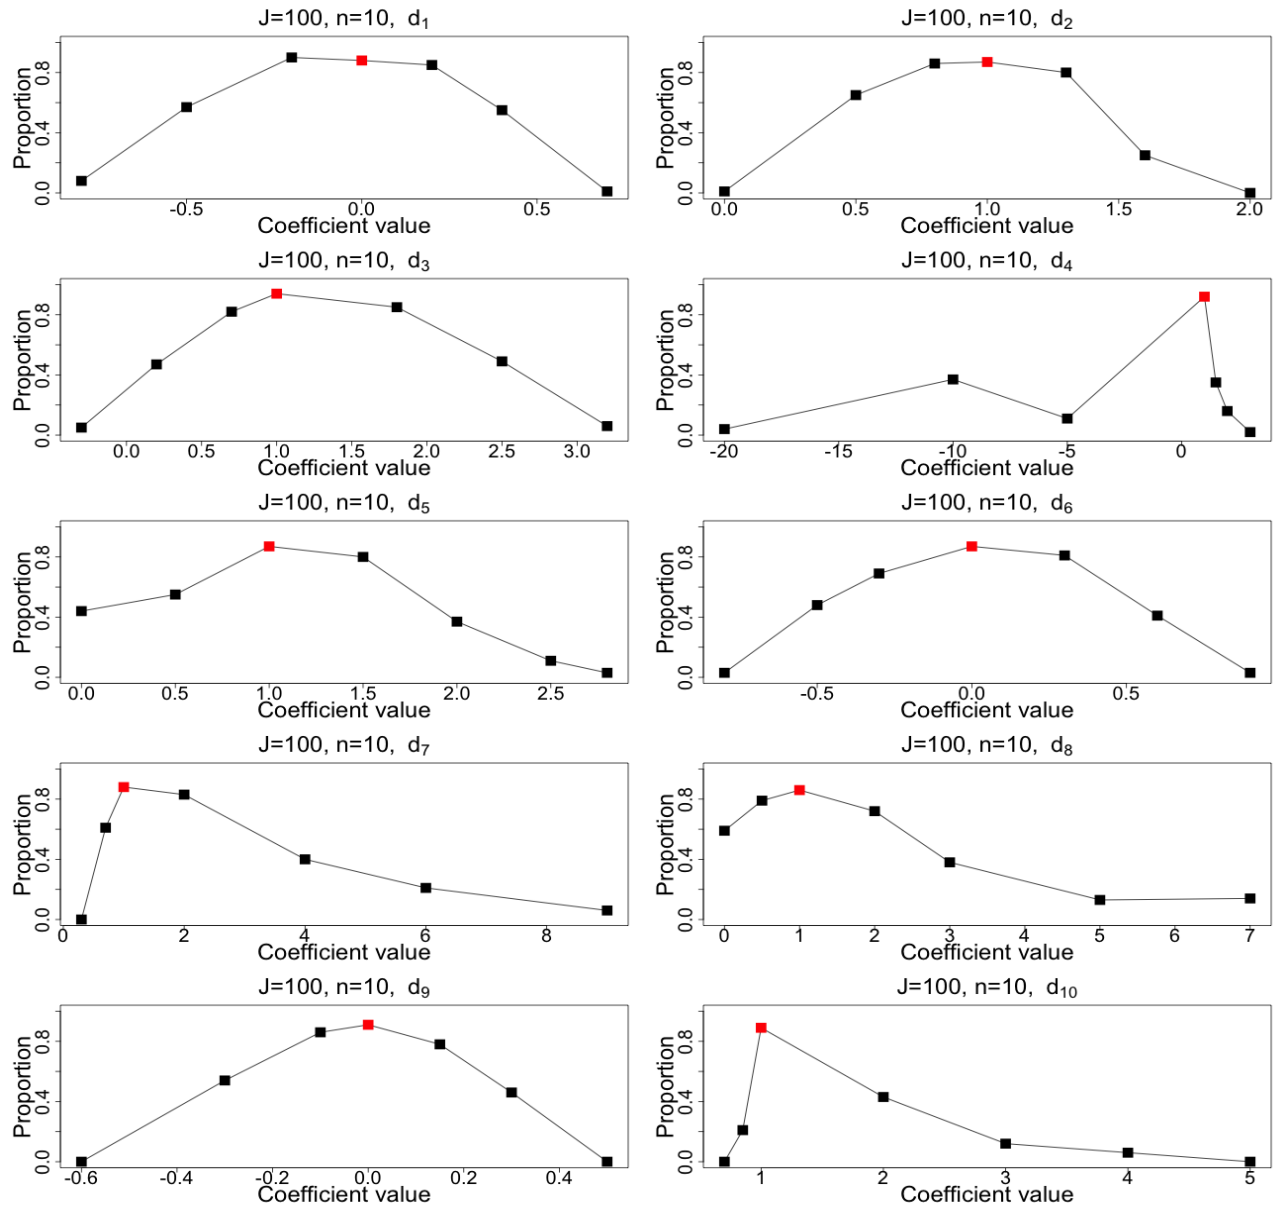 J=100, n=10, d1
Proportion
0.0 0.4 0.8
-0.5 0.0 0.5
Coefficient value
J=100, n=10, d2
Proportion
0.0 0.4 0.8
0.0 0.5 1.0 1.5 2.0
Coefficient value
J=100, n=10, d3
Proportion
0.0 0.4 0.8
0.0 0.5 1.0 1.5 2.0 2.5 3.0
Coefficient value
J=100, n=10, d4
Proportion
0.0 0.4 0.8
-20 -15 -10 -5 0
Coefficient value
J=100, n=10, d5
Proportion
0.0 0.4 0.8
0.0 0.5 1.0 1.5 2.0 2.5
Coefficient value
J=100, n=10, d6
Proportion
0.0 0.4 0.8
-0.5 0.0 0.5
Coefficient value
J=100, n=10, d7
Proportion
0.0 0.4 0.8
0 2 4 6 8
Coefficient value
J=100, n=10, d8
Proportion
0.0 0.4 0.8
0 1 2 3 4 5 6 7
Coefficient value
J=100, n=10, d9
Proportion
0.0 0.4 0.8
-0.6 -0.4 -0.2 0.0 0.2 0.4
Coefficient value
J=100, n=10, d10
Proportion
0.0 0.4 0.8
1 2 3 4 5
Coefficient value